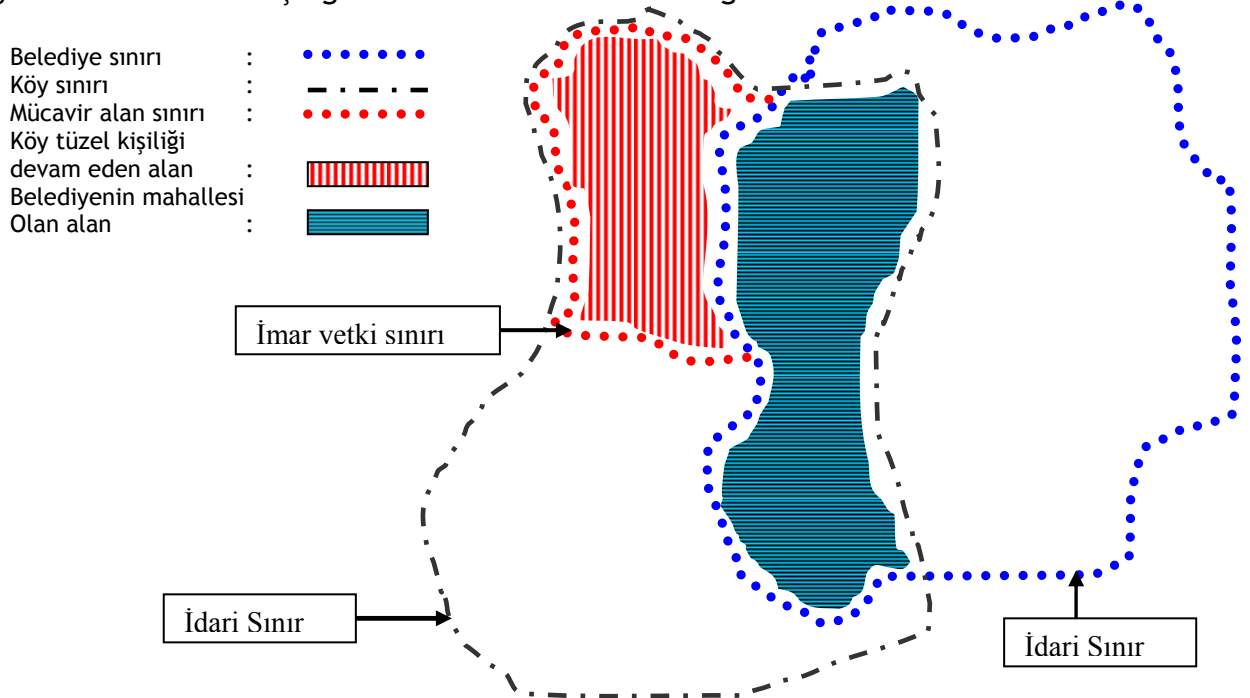 Belediye sınırı :
Köy sınırı :
Mücavir alan sınırı :
Köy tüzel kişiliği
devam eden alan :
Belediyenin mahallesi
Olan alan :
İmar vetki sınırı
İdari Sınır
İdari Sınır